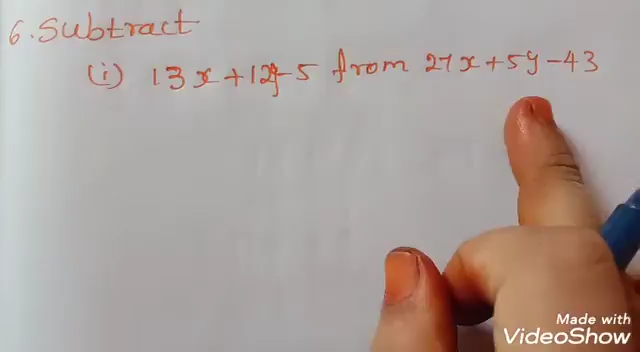 6. Subtract
(i) 13x+12y-5 from 27x+5y-43
Made with
VideoShow